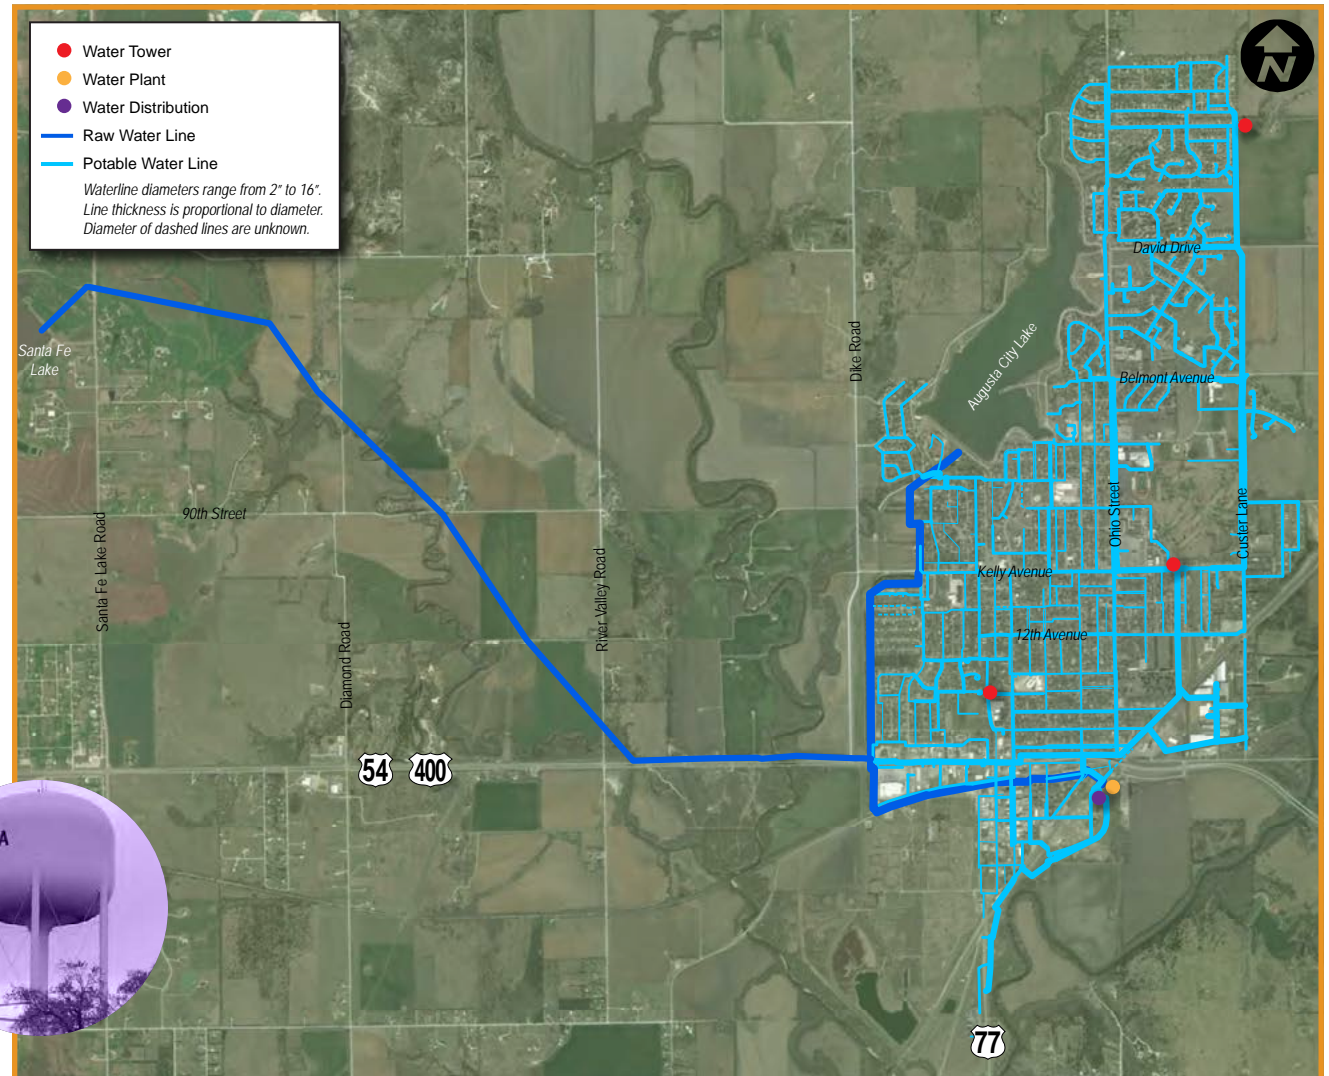 Water Tower
Water Plant
Water Distribution
Raw Water Line
Potable Water Line
Waterline diameters range from 2" to 16".
Line thickness is proportional to diameter.
Diameter of dashed lines are unknown.
N
David Drive
Santa Fe
Lake
Dike Road
Augusta City Lake
Belmont Avenue
90th Street
Santa Fe Lake Road
Ohio Street
Custer Lane
Kelly Avenue
River Valley Road
12th Avenue
Diamond Road
54
400
A
77